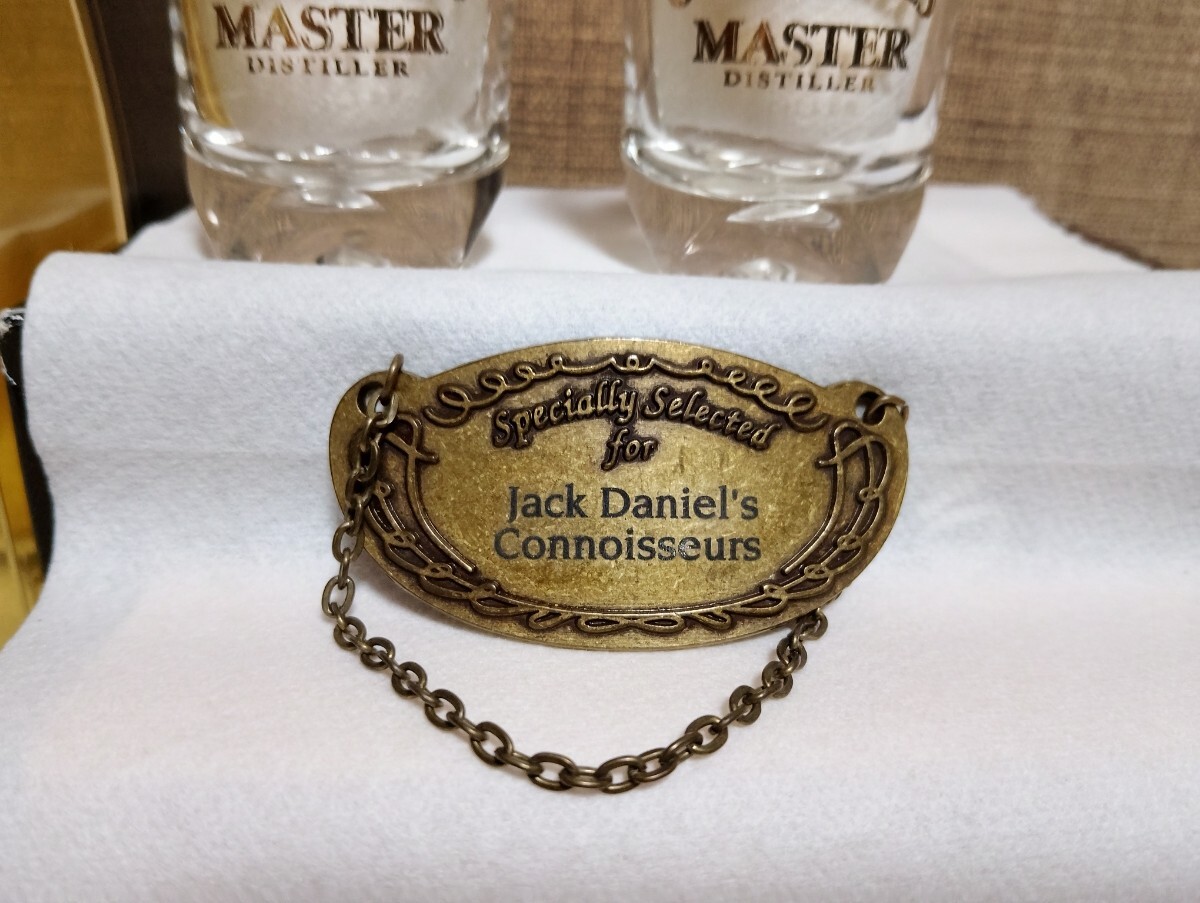 MASTER
DISTILLER
MASTER
DISTILLER
Specially Selected
for
Jack Daniel's
Connoisseurs